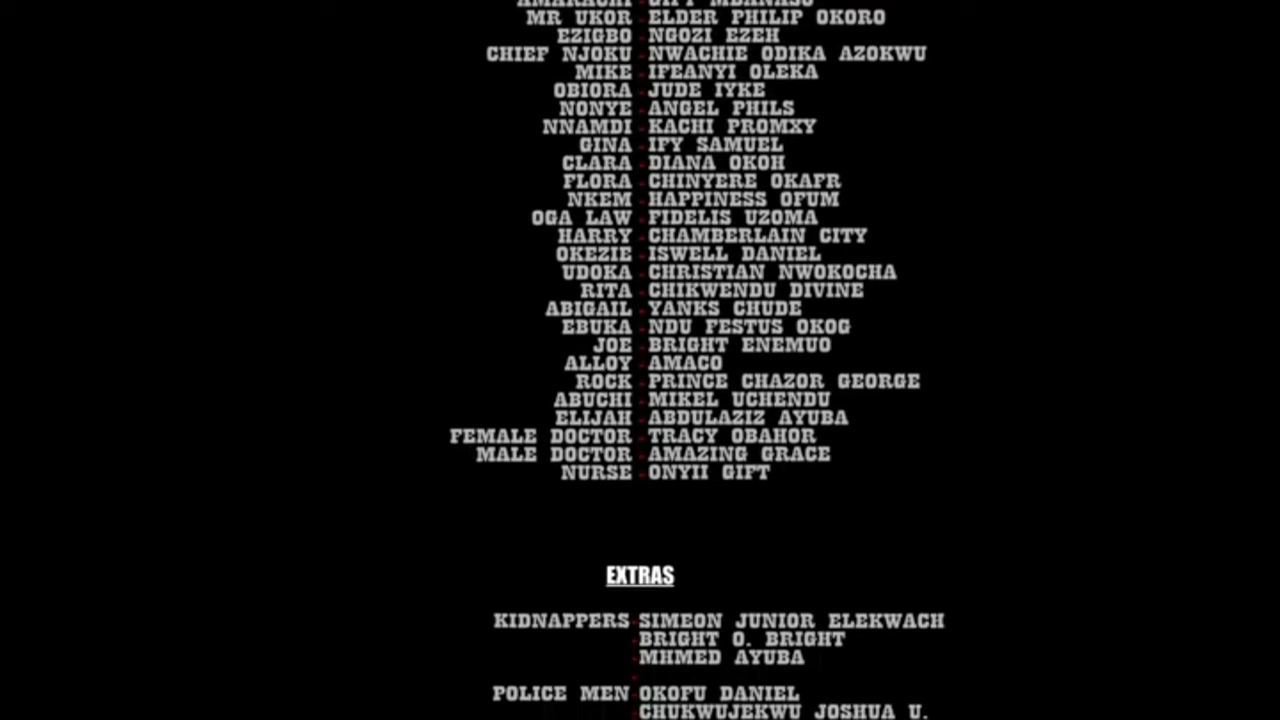 MR UKOR - ELDER PHILIP OKORO
EZIGBO - NGOZI EZEH
CHIEF NJOKU - NWACHIE ODIKA AZOKWU
MIKE - IFEANYI OLEKA
OBIORA - JUDE IYKE
NONYE - ANGEL PHILS
NNAMDI - KACHI PROMXY
GINA - IFY SAMUEL
CLARA - DIANA OKOH
FLORA - CHINYERE OKAFR
NKEM - HAPPINESS OFUM
OGA LAW - FIDELIS UZOMA
HARRY - CHAMBERLAIN CITY
OKEZIE - ISWELL DANIEL
UDOKA - CHRISTIAN NWOKOCHA
RITA - CHIKWENDU DIVINE
ABIGAIL - YANKS CHUDE
EBUKA - NDU FESTUS OKOG
JOE - BRIGHT ENEMUO
ALLOY - AMACO
ROCK - PRINCE CHAZOR GEORGE
ABUCHI - MIKEL UCHENDU
ELIJAH - ABDULAZIZ AYUBA
FEMALE DOCTOR - TRACY OBAHOR
MALE DOCTOR - AMAZING GRACE
NURSE - ONYII GIFT
EXTRAS
KIDNAPPERS - SIMEON JUNIOR ELEKWACH
- BRIGHT O. BRIGHT
- MHMED AYUBA
-
POLICE MEN - OKOFU DANIEL
- CHUKWUJEKWU JOSHUA U.